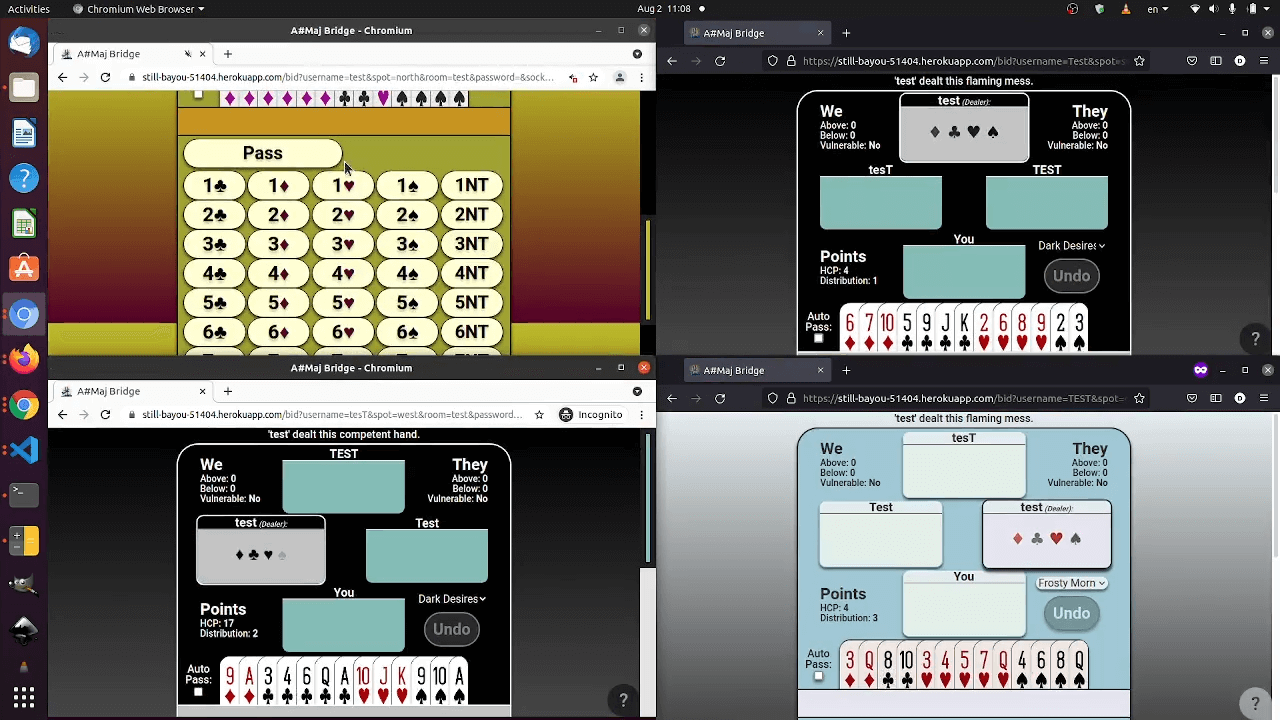 Activities
Chromium Web Browser
Aug 2 11:08
en
A#Maj Bridge - Chromium
A#Maj Bridge
still-bayou-51404.herokuapp.com/bid?username=test&spot=north&room=test&password=&sock...
Pass
1♣ 1♦ 1♥ 1♠ 1NT
2♣ 2♦ 2♥ 2♠ 2NT
3♣ 3♦ 3♥ 3♠ 3NT
4♣ 4♦ 4♥ 4♠ 4NT
5♣ 5♦ 5♥ 5♠ 5NT
6♣ 6♦ 6♥ 6♠ 6NT
A#Maj Bridge
https://still-bayou-51404.herokuapp.com/bid?username=Test&spot=s
'test' dealt this flaming mess.
We
Above: 0
Below: 0
Vulnerable: No
test (Dealer):
They
Above: 0
Below: 0
Vulnerable: No
tesT
TEST
You
Points
HCP: 4
Distribution: 1
Dark Desires
Undo
Auto
Pass:
6 7 10 5 9 J K 2 6 8 9 2 3
?
A#Maj Bridge - Chromium
A#Maj Bridge
still-bayou-51404.herokuapp.com/bid?username=tesT&spot=west&room=test&password...
Incognito
'test' dealt this competent hand.
We
Above: 0
Below: 0
Vulnerable: No
TEST
They
Above: 0
Below: 0
Vulnerable: No
test (Dealer):
Test
You
Points
HCP: 17
Distribution: 2
Dark Desires
Undo
Auto
Pass:
9 A 3 4 6 Q A 10 J K 9 10 A
?
A#Maj Bridge
https://still-bayou-51404.herokuapp.com/bid?username=TEST&spot=
'test' dealt this flaming mess.
We
Above: 0
Below: 0
Vulnerable: No
tesT
They
Above: 0
Below: 0
Vulnerable: No
Test
test (Dealer):
You
Points
HCP: 4
Distribution: 3
Frosty Morn
Undo
Auto
Pass:
3 Q 8 10 3 4 5 7 Q 4 6 8 Q
?